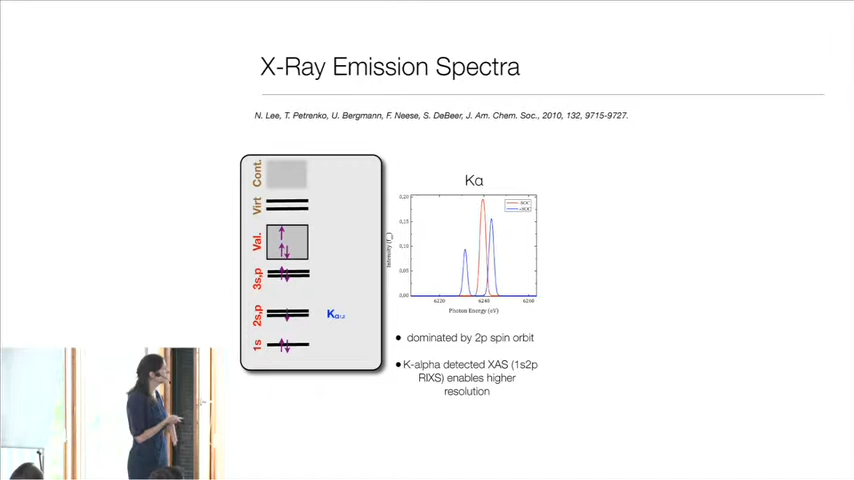 X-Ray Emission Spectra
N. Lee, T. Petrenko, U. Bergmann, F. Neese, S. DeBeer, J. Am. Chem. Soc., 2010, 132, 9715-9727.
Cont.
Virt
Val.
3s,p
2s,p
1s
Kα1,2
Kα
0,20
0,15
0,10
0,05
0,00
6220
6240
6260
Photon Energy (eV)
● dominated by 2p spin orbit
● K-alpha detected XAS (1s2p
RIXS) enables higher
resolution